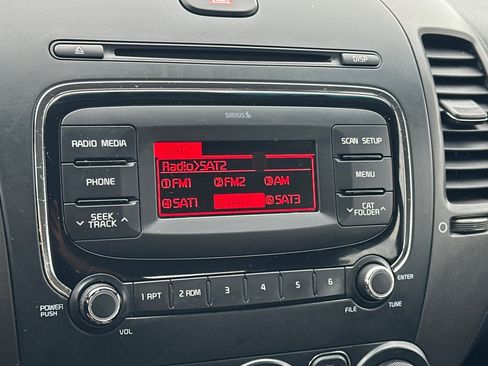 DISP
SIRIUS
RADIO MEDIA
PHONE
SEEK
TRACK
Radio>SAT2
①FM1 ②FM2 ③AM
④SAT1 ⑥SAT3
SCAN SETUP
MENU
CAT
FOLDER
POWER
PUSH
VOL
1 RPT 2 RDM 3 4 5 6
ENTER
FILE TUNE